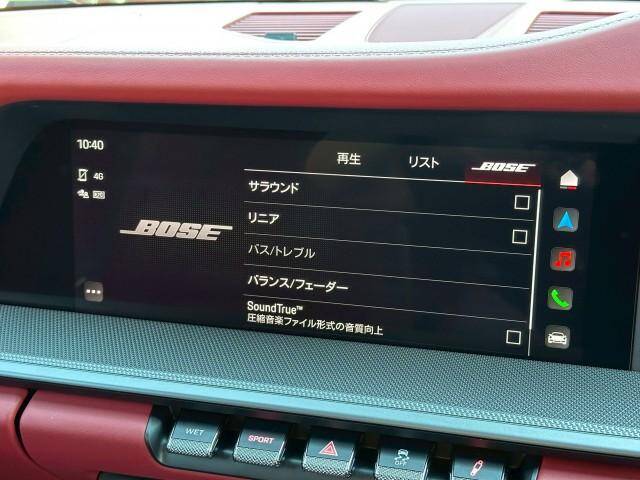 10:40
再生
リスト
BOSE
4G
サラウンド
リニア
BOSE
バス/トレブル
バランス/フェーダー
SoundTrue™
圧縮音楽ファイル形式の音質向上
WET
SPORT
OFF